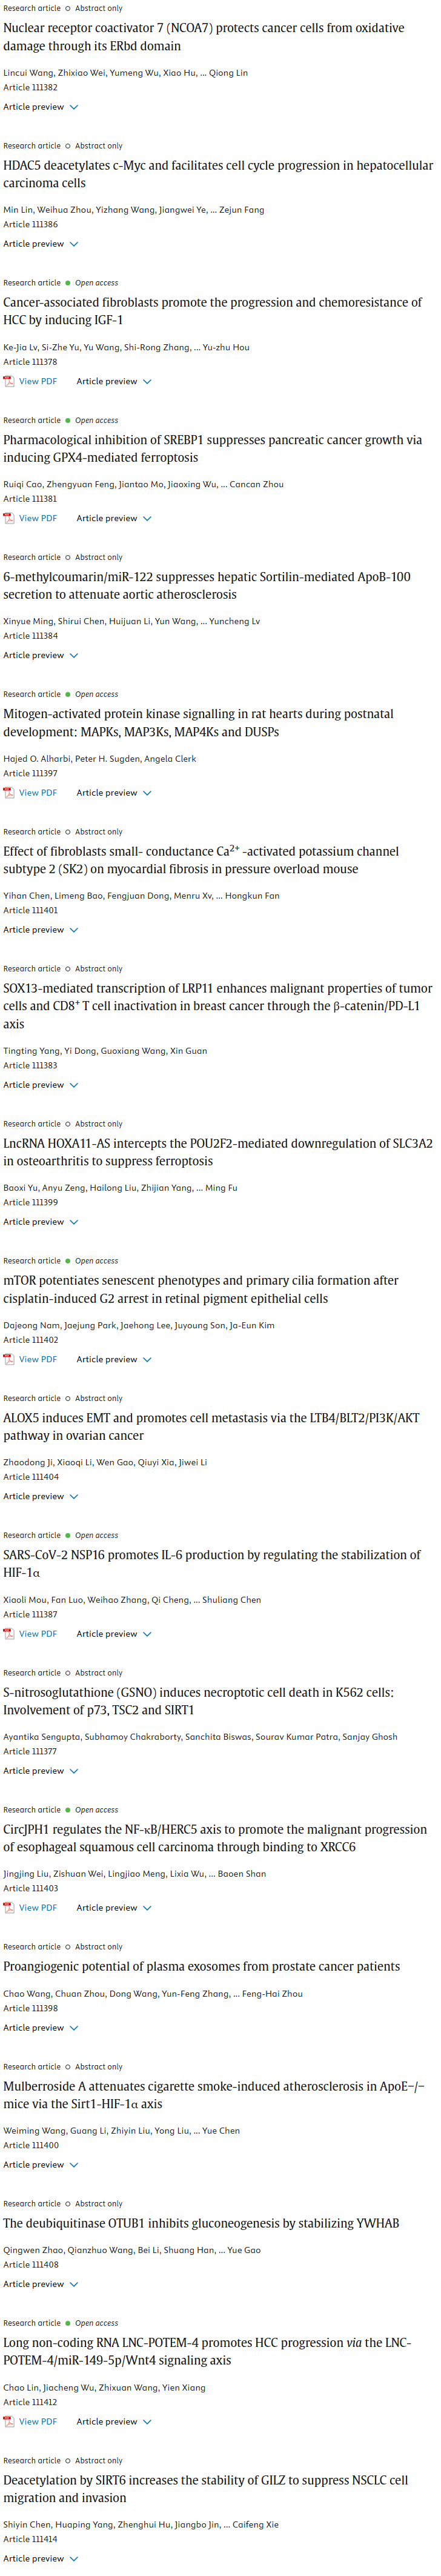 Research article Abstract only
Nuclear receptor coactivator 7 (NCOA7) protects cancer cells from oxidative
damage through its ERbd domain
Lincui Wang, Zhixiao Wei, Yumeng Wu, Xiao Hu, ... Qiong Lin
Article 111382
Article preview
Research article Abstract only
HDAC5 deacetylates c-Myc and facilitates cell cycle progression in hepatocellular
carcinoma cells
Min Lin, Weihua Zhou, Yizhang Wang, Jiangwei Ye, ... Zejun Fang
Article 111386
Article preview
Research article Open access
Cancer-associated fibroblasts promote the progression and chemoresistance of
HCC by inducing IGF-1
Ke-Jia Lv, Si-Zhe Yu, Yu Wang, Shi-Rong Zhang, ... Yu-zhu Hou
Article 111378
View PDF Article preview
Research article Open access
Pharmacological inhibition of SREBP1 suppresses pancreatic cancer growth via
inducing GPX4-mediated ferroptosis
Ruiqi Cao, Zhengyuan Feng, Jiantao Mo, Jiaoxing Wu, ... Cancan Zhou
Article 111381
View PDF Article preview
Research article Abstract only
6-methylcoumarin/miR-122 suppresses hepatic Sortilin-mediated ApoB-100
secretion to attenuate aortic atherosclerosis
Xinyue Ming, Shirui Chen, Huijuan Li, Yun Wang, ... Yuncheng Lv
Article 111384
Article preview
Research article Open access
Mitogen-activated protein kinase signalling in rat hearts during postnatal
development: MAPKs, MAP3Ks, MAP4Ks and DUSPs
Hajed O. Alharbi, Peter H. Sugden, Angela Clerk
Article 111397
View PDF Article preview
Research article Abstract only
Effect of fibroblasts small- conductance Ca²⁺ -activated potassium channel
subtype 2 (SK2) on myocardial fibrosis in pressure overload mouse
Yihan Chen, Limeng Bao, Fengjuan Dong, Menru Xv, ... Hongkun Fan
Article 111401
Article preview
Research article Abstract only
SOX13-mediated transcription of LRP11 enhances malignant properties of tumor
cells and CD8⁺ T cell inactivation in breast cancer through the β-catenin/PD-L1
axis
Tingting Yang, Yi Dong, Guoxiang Wang, Xin Guan
Article 111383
Article preview
Research article Abstract only
LncRNA HOXA11-AS intercepts the POU2F2-mediated downregulation of SLC3A2
in osteoarthritis to suppress ferroptosis
Baoxi Yu, Anyu Zeng, Hailong Liu, Zhijian Yang, ... Ming Fu
Article 111399
Article preview
Research article Open access
mTOR potentiates senescent phenotypes and primary cilia formation after
cisplatin-induced G2 arrest in retinal pigment epithelial cells
Dajeong Nam, Jaejung Park, Jaehong Lee, Juyoung Son, Ja-Eun Kim
Article 111402
View PDF Article preview
Research article Abstract only
ALOX5 induces EMT and promotes cell metastasis via the LTB4/BLT2/PI3K/AKT
pathway in ovarian cancer
Zhaodong Ji, Xiaoqi Li, Wen Gao, Qiuyi Xia, Jiwei Li
Article 111404
Article preview
Research article Open access
SARS-CoV-2 NSP16 promotes IL-6 production by regulating the stabilization of
HIF-1α
Xiaoli Mou, Fan Luo, Weihao Zhang, Qi Cheng, ... Shuliang Chen
Article 111387
View PDF Article preview
Research article Abstract only
S-nitrosoglutathione (GSNO) induces necroptotic cell death in K562 cells:
Involvement of p73, TSC2 and SIRT1
Ayantika Sengupta, Subhamoy Chakraborty, Sanchita Biswas, Sourav Kumar Patra, Sanjay Ghosh
Article 111377
Article preview
Research article Open access
CircJPH1 regulates the NF-κB/HERC5 axis to promote the malignant progression
of esophageal squamous cell carcinoma through binding to XRCC6
Jingjing Liu, Zishuan Wei, Lingjiao Meng, Lixia Wu, ... Baoen Shan
Article 111403
View PDF Article preview
Research article Abstract only
Proangiogenic potential of plasma exosomes from prostate cancer patients
Chao Wang, Chuan Zhou, Dong Wang, Yun-Feng Zhang, ... Feng-Hai Zhou
Article 111398
Article preview
Research article Abstract only
Mulberroside A attenuates cigarette smoke-induced atherosclerosis in ApoE−/−
mice via the Sirt1-HIF-1α axis
Weiming Wang, Guang Li, Zhiyin Liu, Yong Liu, ... Yue Chen
Article 111400
Article preview
Research article Abstract only
The deubiquitinase OTUB1 inhibits gluconeogenesis by stabilizing YWHAB
Qingwen Zhao, Qianzhuo Wang, Bei Li, Shuang Han, ... Yue Gao
Article 111408
Article preview
Research article Open access
Long non-coding RNA LNC-POTEM-4 promotes HCC progression via the LNC-
POTEM-4/miR-149-5p/Wnt4 signaling axis
Chao Lin, Jiacheng Wu, Zhixuan Wang, Yien Xiang
Article 111412
View PDF Article preview
Research article Abstract only
Deacetylation by SIRT6 increases the stability of GILZ to suppress NSCLC cell
migration and invasion
Shiyin Chen, Huaping Yang, Zhenghui Hu, Jiangbo Jin, ... Caifeng Xie
Article 111414
Article preview